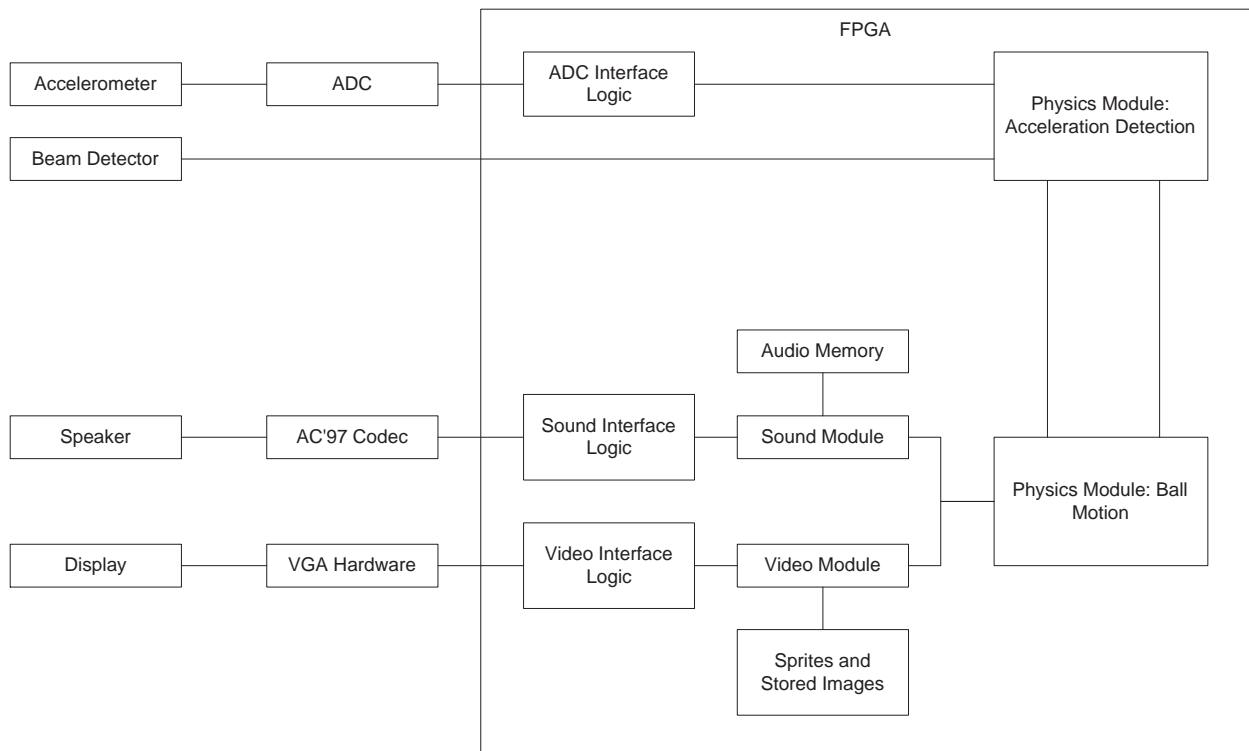 FPGA
Accelerometer
ADC
ADC Interface
Logic
Physics Module:
Acceleration Detection
Beam Detector
Audio Memory
Speaker
AC'97 Codec
Sound Interface
Logic
Sound Module
Physics Module: Ball
Motion
Display
VGA Hardware
Video Interface
Logic
Video Module
Sprites and
Stored Images